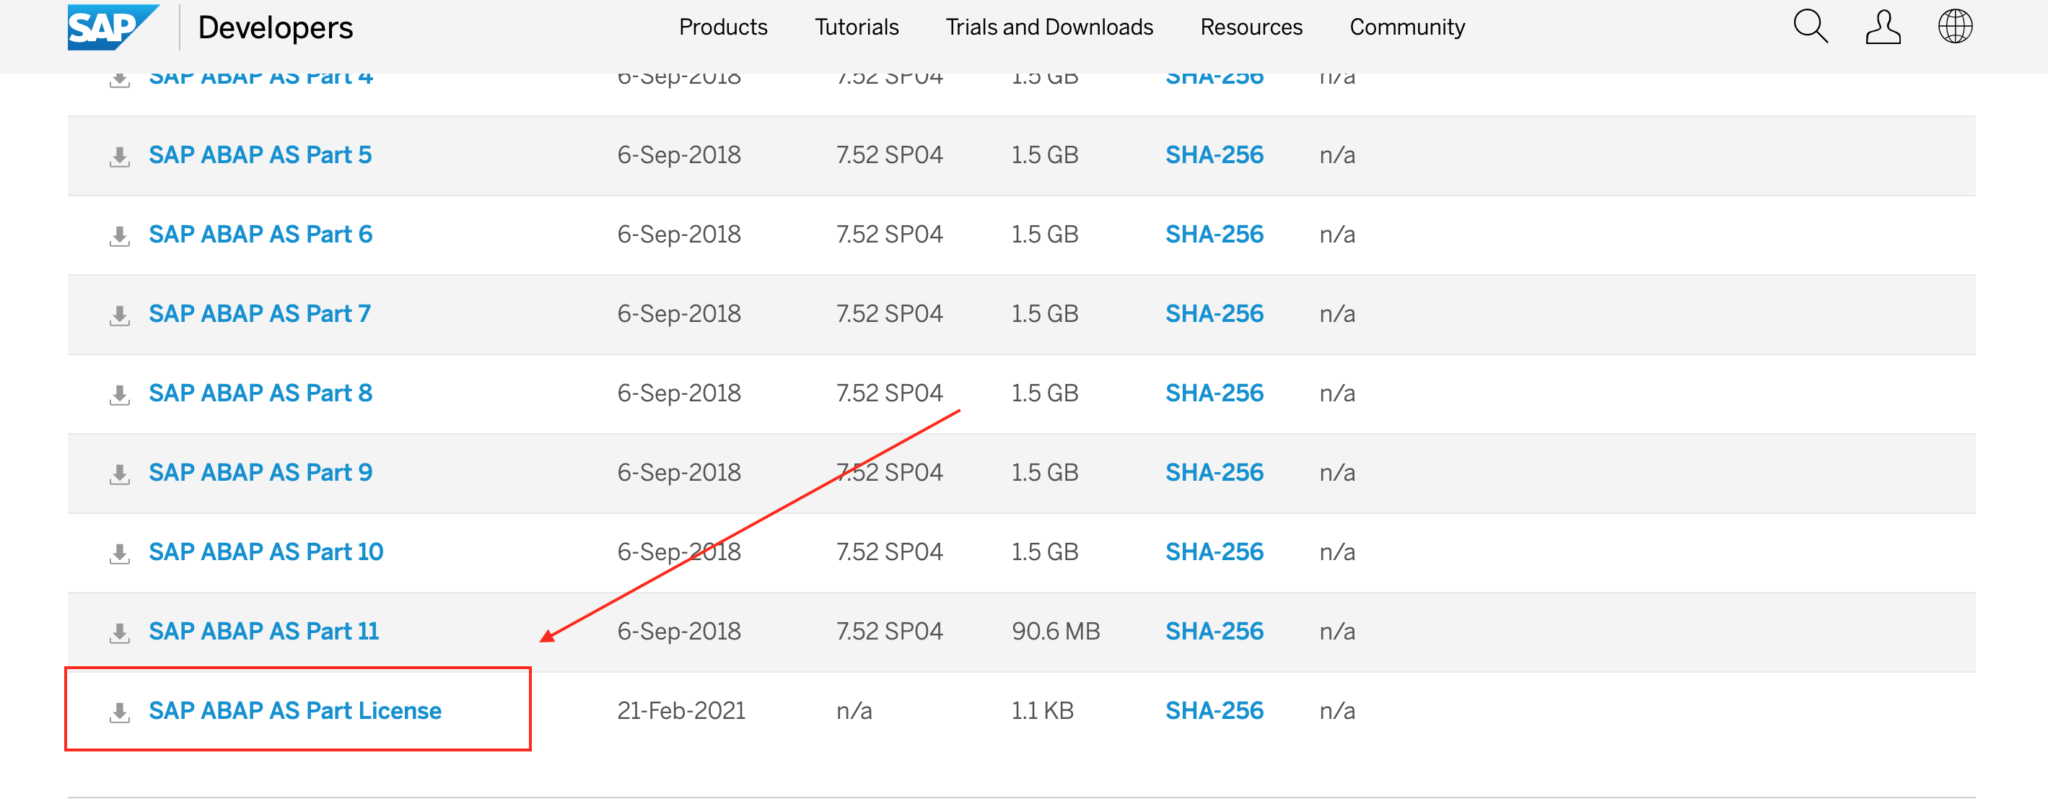 SAP Developers Products Tutorials Trials and Downloads Resources Community
SAP ABAP AS Part 4 6-Sep-2018 7.52 SP04 1.5 GB SHA-256 n/a
SAP ABAP AS Part 5 6-Sep-2018 7.52 SP04 1.5 GB SHA-256 n/a
SAP ABAP AS Part 6 6-Sep-2018 7.52 SP04 1.5 GB SHA-256 n/a
SAP ABAP AS Part 7 6-Sep-2018 7.52 SP04 1.5 GB SHA-256 n/a
SAP ABAP AS Part 8 6-Sep-2018 7.52 SP04 1.5 GB SHA-256 n/a
SAP ABAP AS Part 9 6-Sep-2018 7.52 SP04 1.5 GB SHA-256 n/a
SAP ABAP AS Part 10 6-Sep-2018 7.52 SP04 1.5 GB SHA-256 n/a
SAP ABAP AS Part 11 6-Sep-2018 7.52 SP04 90.6 MB SHA-256 n/a
SAP ABAP AS Part License 21-Feb-2021 n/a 1.1 KB SHA-256 n/a